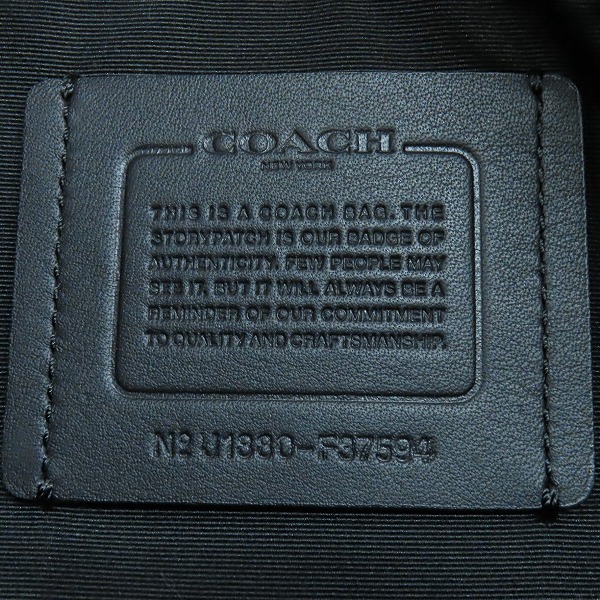 COACH
NEW YORK
THIS IS A COACH BAG. THE
STORYPATCH IS OUR BADGE OF
AUTHENTICITY. FEW PEOPLE MAY
SEE IT, BUT IT WILL ALWAYS BE A
REMINDER OF OUR COMMITMENT
TO QUALITY AND CRAFTSMANSHIP.
Nº J1330-F37594